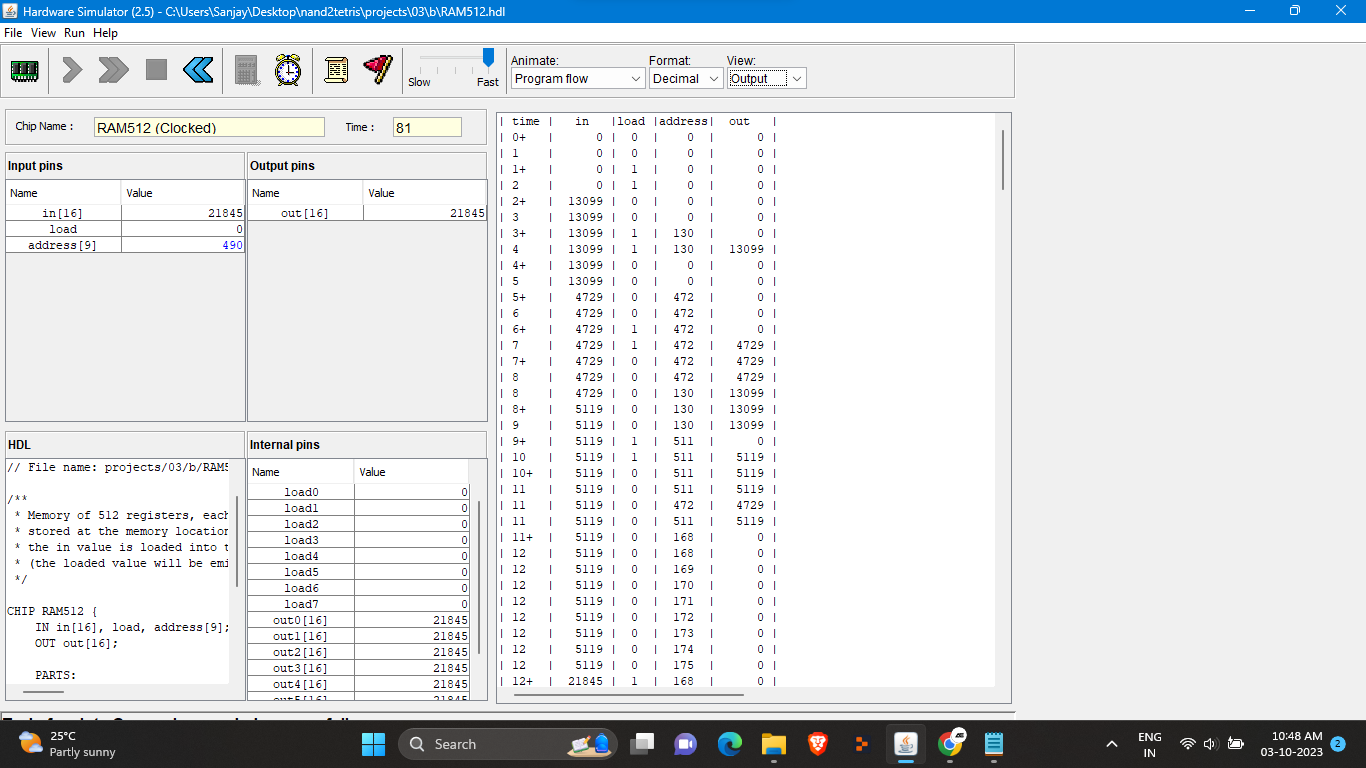 Hardware Simulator (2.5) - C:\Users\Sanjay\Desktop\nand2tetris\projects\03\b\RAM512.hdl
File View Run Help
Animate: Format: View:
Slow Fast Program flow Decimal Output
Chip Name : RAM512 (Clocked) Time : 81
Input pins
Name Value
in[16] 21845
load 0
address[9] 490
Output pins
Name Value
out[16] 21845
HDL
// File name: projects/03/b/RAM5
/**
* Memory of 512 registers, each
* stored at the memory location
* the in value is loaded into t
* (the loaded value will be emi
*/
CHIP RAM512 {
IN in[16], load, address[9];
OUT out[16];
PARTS:
Internal pins
Name Value
load0 0
load1 0
load2 0
load3 0
load4 0
load5 0
load6 0
load7 0
out0[16] 21845
out1[16] 21845
out2[16] 21845
out3[16] 21845
out4[16] 21845
out5[16] 21845
| time | in |load |address| out |
| 0+ | 0 | 0 | 0 | 0 |
| 1 | 0 | 0 | 0 | 0 |
| 1+ | 0 | 1 | 0 | 0 |
| 2 | 0 | 1 | 0 | 0 |
| 2+ | 13099 | 0 | 0 | 0 |
| 3 | 13099 | 0 | 0 | 0 |
| 3+ | 13099 | 1 | 130 | 0 |
| 4 | 13099 | 1 | 130 | 13099 |
| 4+ | 13099 | 0 | 0 | 0 |
| 5 | 13099 | 0 | 0 | 0 |
| 5+ | 4729 | 0 | 472 | 0 |
| 6 | 4729 | 0 | 472 | 0 |
| 6+ | 4729 | 1 | 472 | 0 |
| 7 | 4729 | 1 | 472 | 4729 |
| 7+ | 4729 | 0 | 472 | 4729 |
| 8 | 4729 | 0 | 472 | 4729 |
| 8 | 4729 | 0 | 130 | 13099 |
| 8+ | 5119 | 0 | 130 | 13099 |
| 9 | 5119 | 0 | 130 | 13099 |
| 9+ | 5119 | 1 | 511 | 0 |
| 10 | 5119 | 1 | 511 | 5119 |
| 10+ | 5119 | 0 | 511 | 5119 |
| 11 | 5119 | 0 | 511 | 5119 |
| 11 | 5119 | 0 | 472 | 4729 |
| 11 | 5119 | 0 | 511 | 5119 |
| 11+ | 5119 | 0 | 168 | 0 |
| 12 | 5119 | 0 | 168 | 0 |
| 12 | 5119 | 0 | 169 | 0 |
| 12 | 5119 | 0 | 170 | 0 |
| 12 | 5119 | 0 | 171 | 0 |
| 12 | 5119 | 0 | 172 | 0 |
| 12 | 5119 | 0 | 173 | 0 |
| 12 | 5119 | 0 | 174 | 0 |
| 12 | 5119 | 0 | 175 | 0 |
| 12+ | 21845 | 1 | 168 | 0 |
25°C
Partly sunny
Search
ENG
IN
10:48 AM
03-10-2023
2